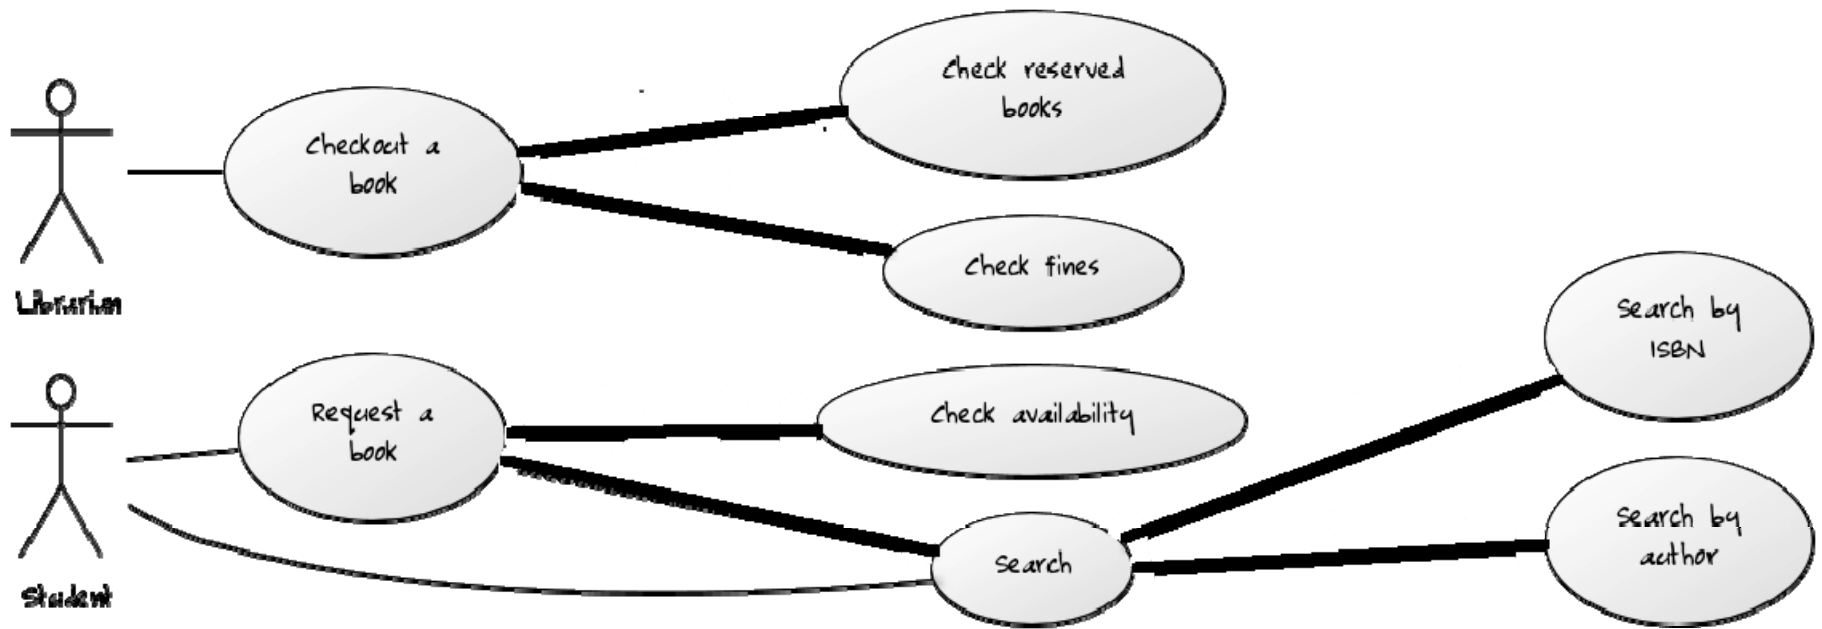 Check reserved
books
Checkout a
book
Check fines
Librarian
Search by
ISBN
Request a
book
Check availability
Search by
author
Search
Student